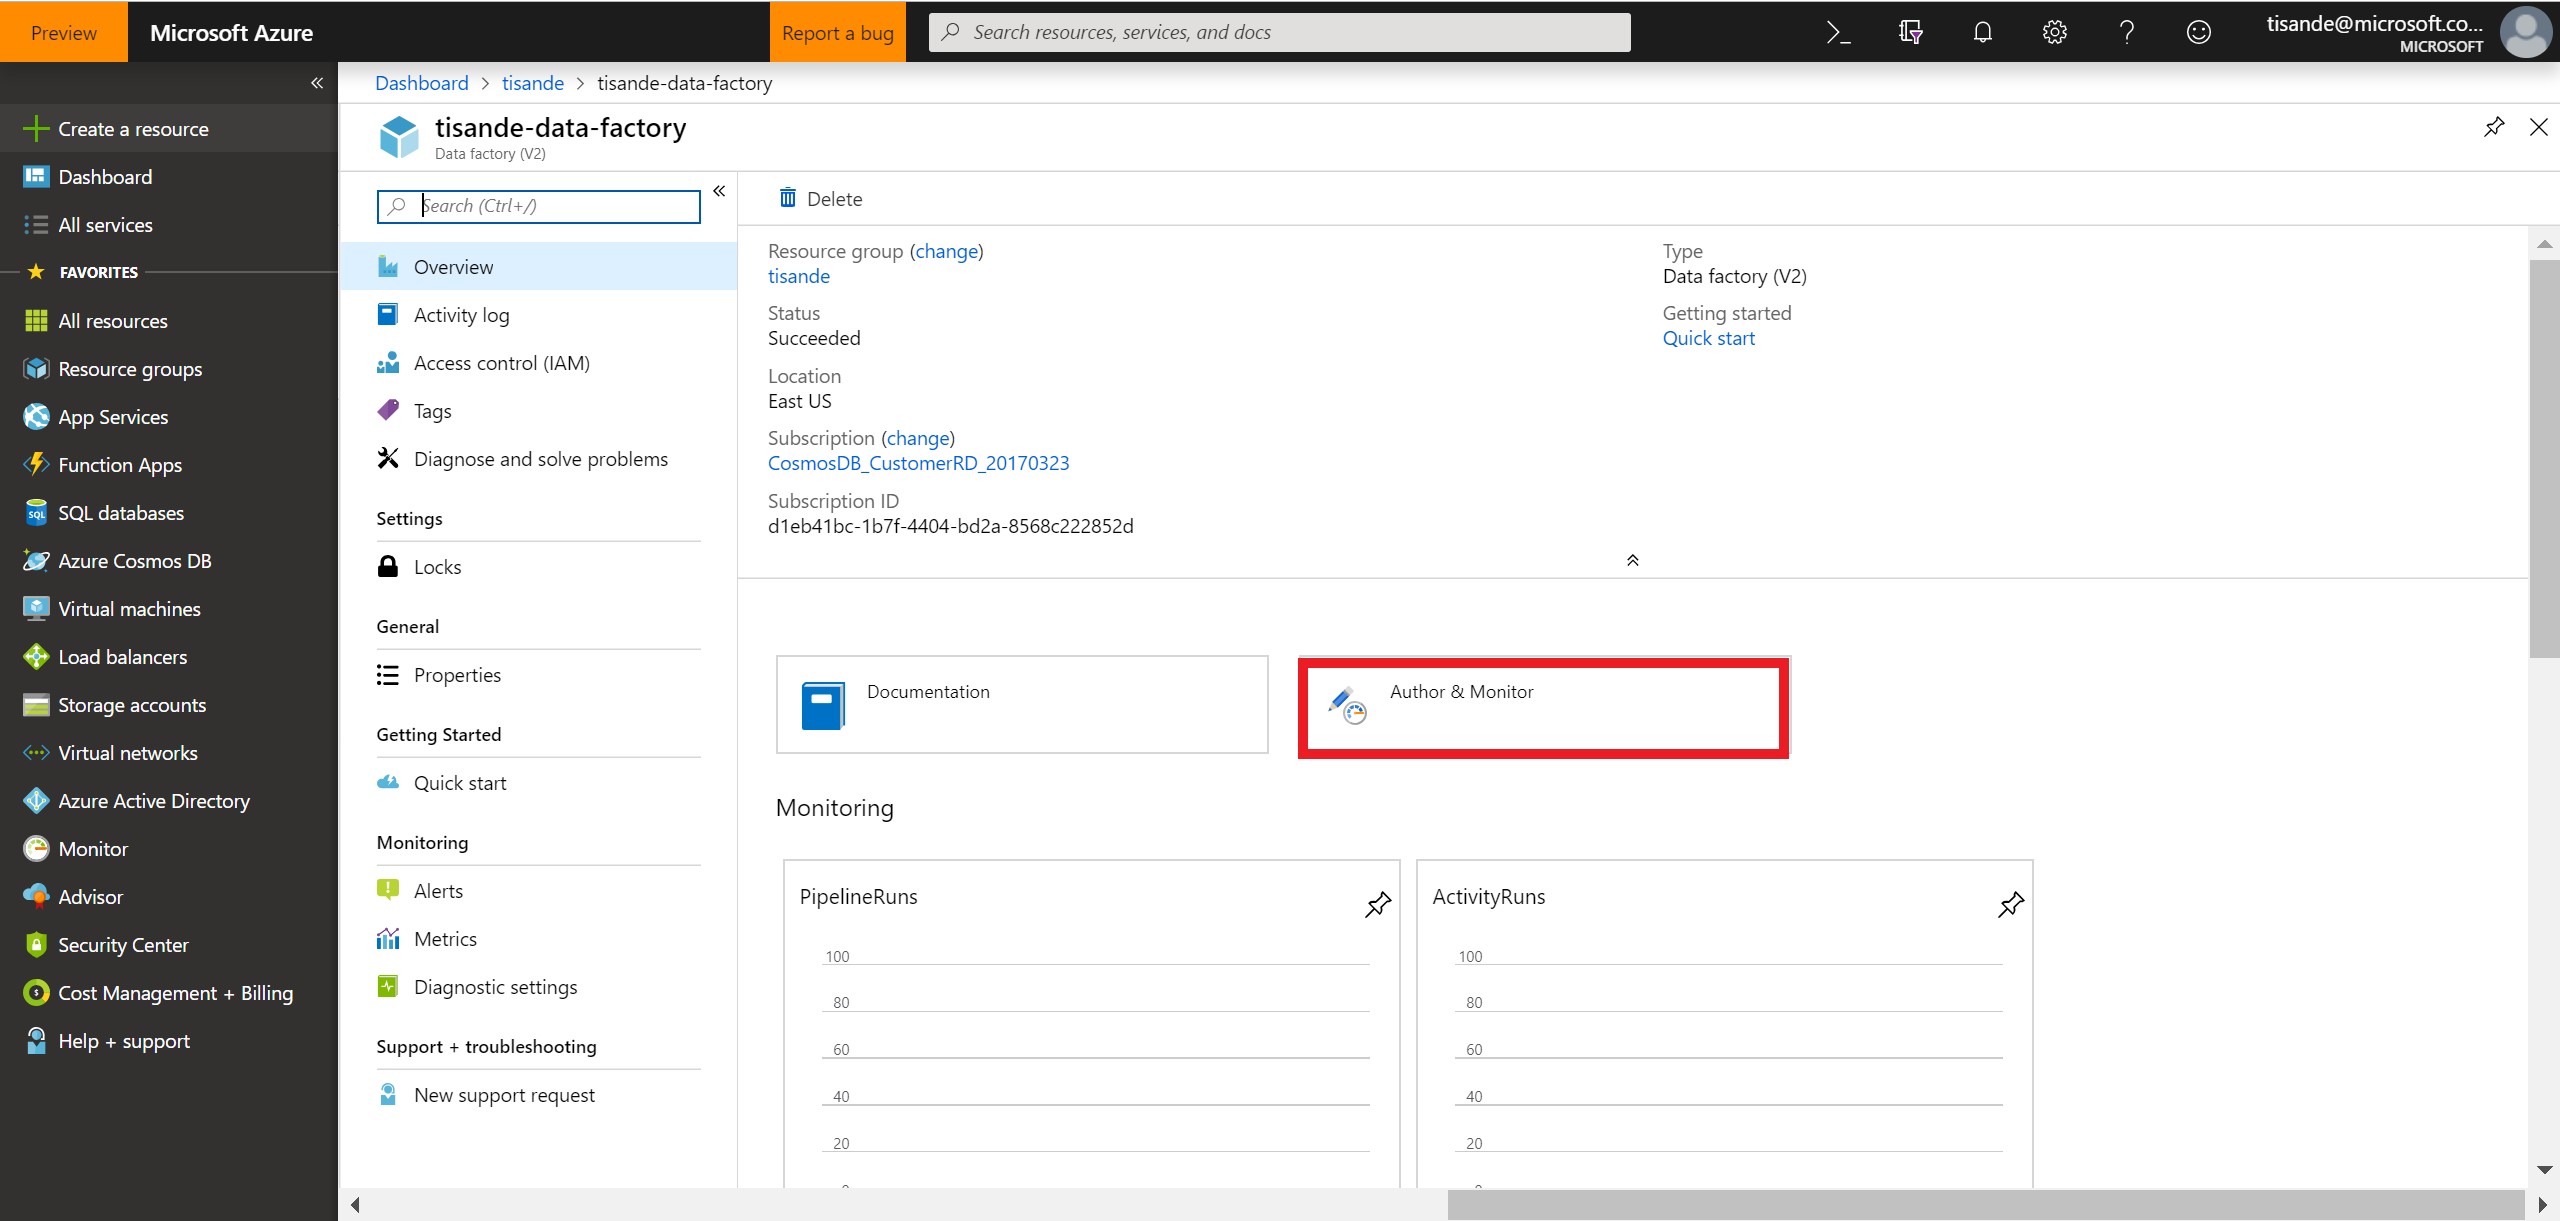 Preview
Microsoft Azure
Report a bug
Search resources, services, and docs
tisande@microsoft.co...
MICROSOFT
Create a resource
Dashboard
All services
FAVORITES
All resources
Resource groups
App Services
Function Apps
SQL databases
Azure Cosmos DB
Virtual machines
Load balancers
Storage accounts
Virtual networks
Azure Active Directory
Monitor
Advisor
Security Center
Cost Management + Billing
Help + support
Dashboard > tisande > tisande-data-factory
tisande-data-factory
Data factory (V2)
Search (Ctrl+/)
Overview
Activity log
Access control (IAM)
Tags
Diagnose and solve problems
Settings
Locks
General
Properties
Getting Started
Quick start
Monitoring
Alerts
Metrics
Diagnostic settings
Support + troubleshooting
New support request
Delete
Resource group (change)
tisande
Status
Succeeded
Location
East US
Subscription (change)
CosmosDB_CustomerRD_20170323
Subscription ID
d1eb41bc-1b7f-4404-bd2a-8568c222852d
Type
Data factory (V2)
Getting started
Quick start
Documentation
Author & Monitor
Monitoring
PipelineRuns
100
80
60
40
20
ActivityRuns
100
80
60
40
20